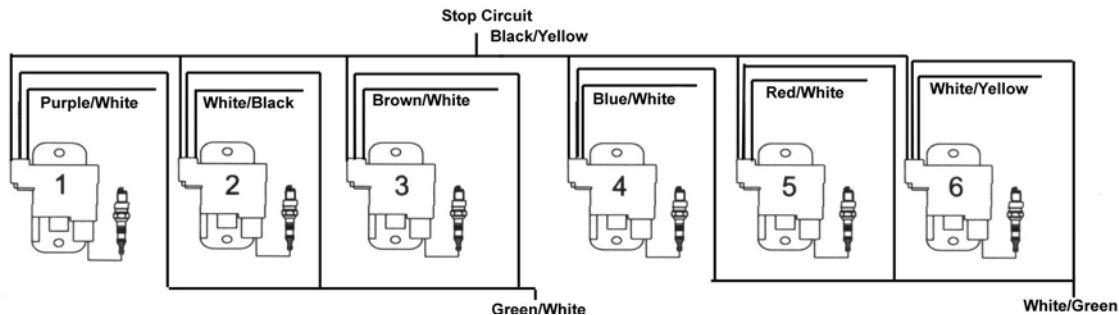 Stop Circuit
Black/Yellow
Purple/White
White/Black
Brown/White
Blue/White
Red/White
White/Yellow
1
2
3
4
5
6
Green/White
White/Green